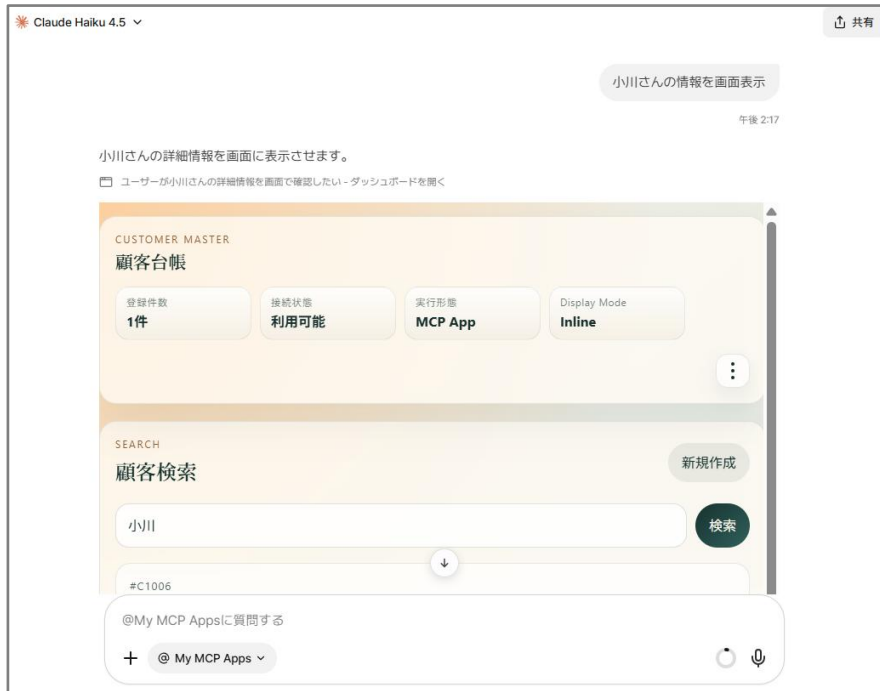 Claude Haiku 4.5
共有
小川さんの情報を画面表示
午後 2:17
小川さんの詳細情報を画面に表示させます。
ユーザーが小川さんの詳細情報を画面で確認したい - ダッシュボードを開く
CUSTOMER MASTER
顧客台帳
登録件数
1件
接続状態
利用可能
実行形態
MCP App
Display Mode
Inline
SEARCH
顧客検索
新規作成
小川
検索
#C1006
@My MCP Appsに質問する
@ My MCP Apps